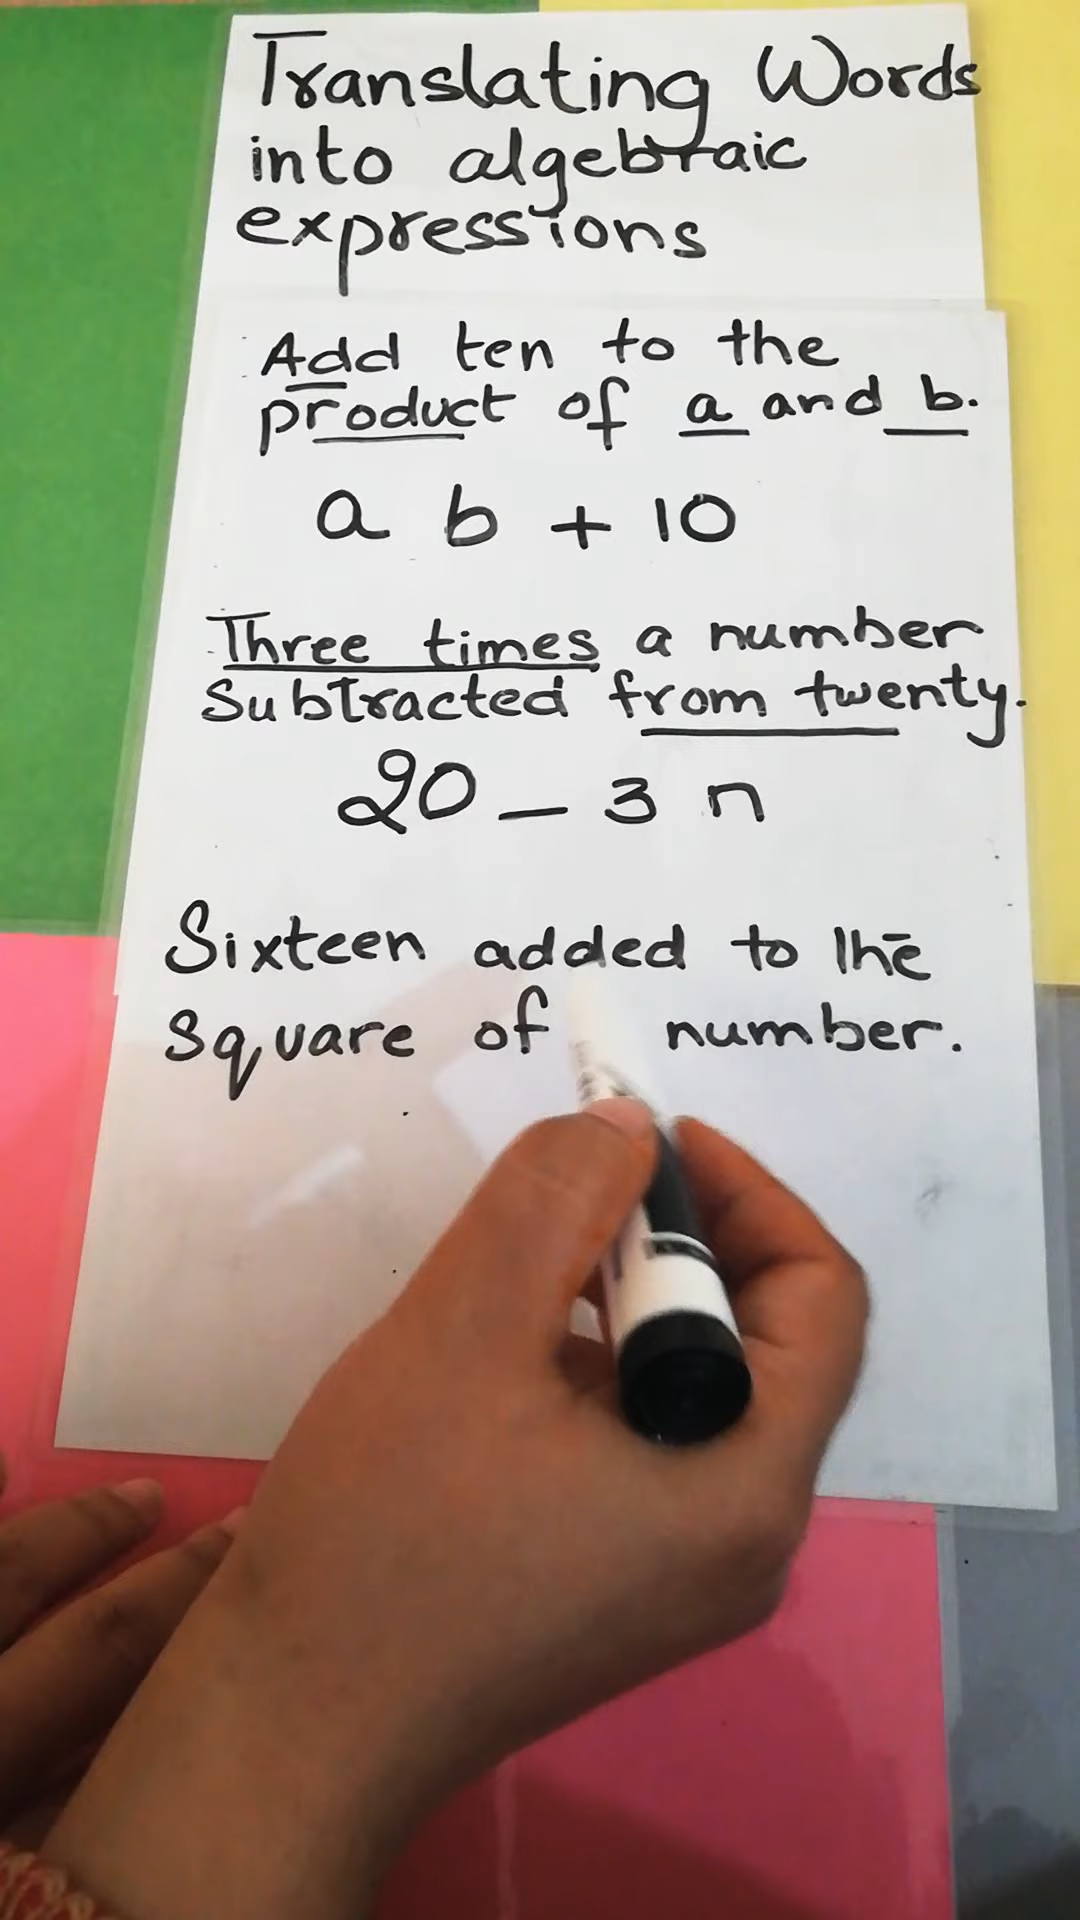 Translating Words
into algebraic
expressions
Add ten to the
product of a and b.
a b + 10
Three times a number
Subtracted from twenty.
20 - 3 n
Sixteen added to the
square of number.